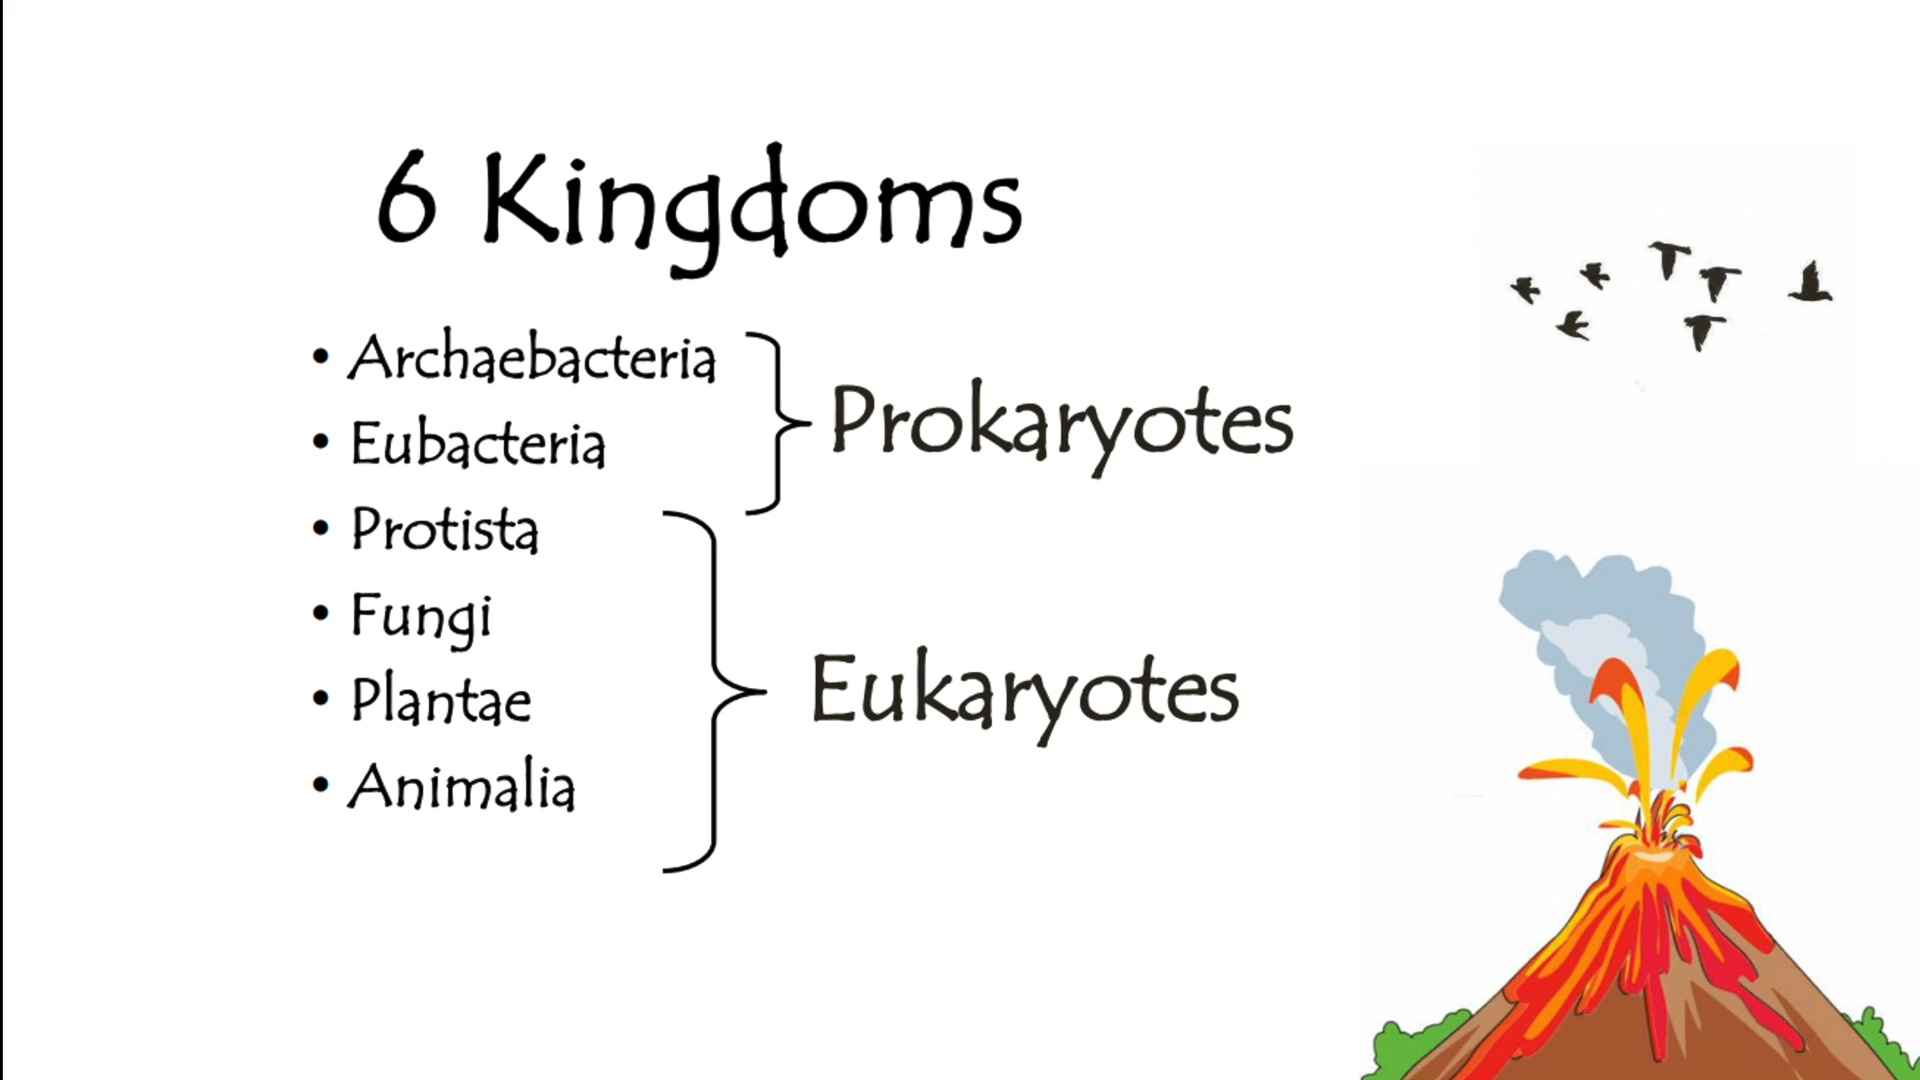 6 Kingdoms
• Archaebacteria
• Eubacteria
Prokaryotes
• Protista
• Fungi
• Plantae
• Animalia
Eukaryotes